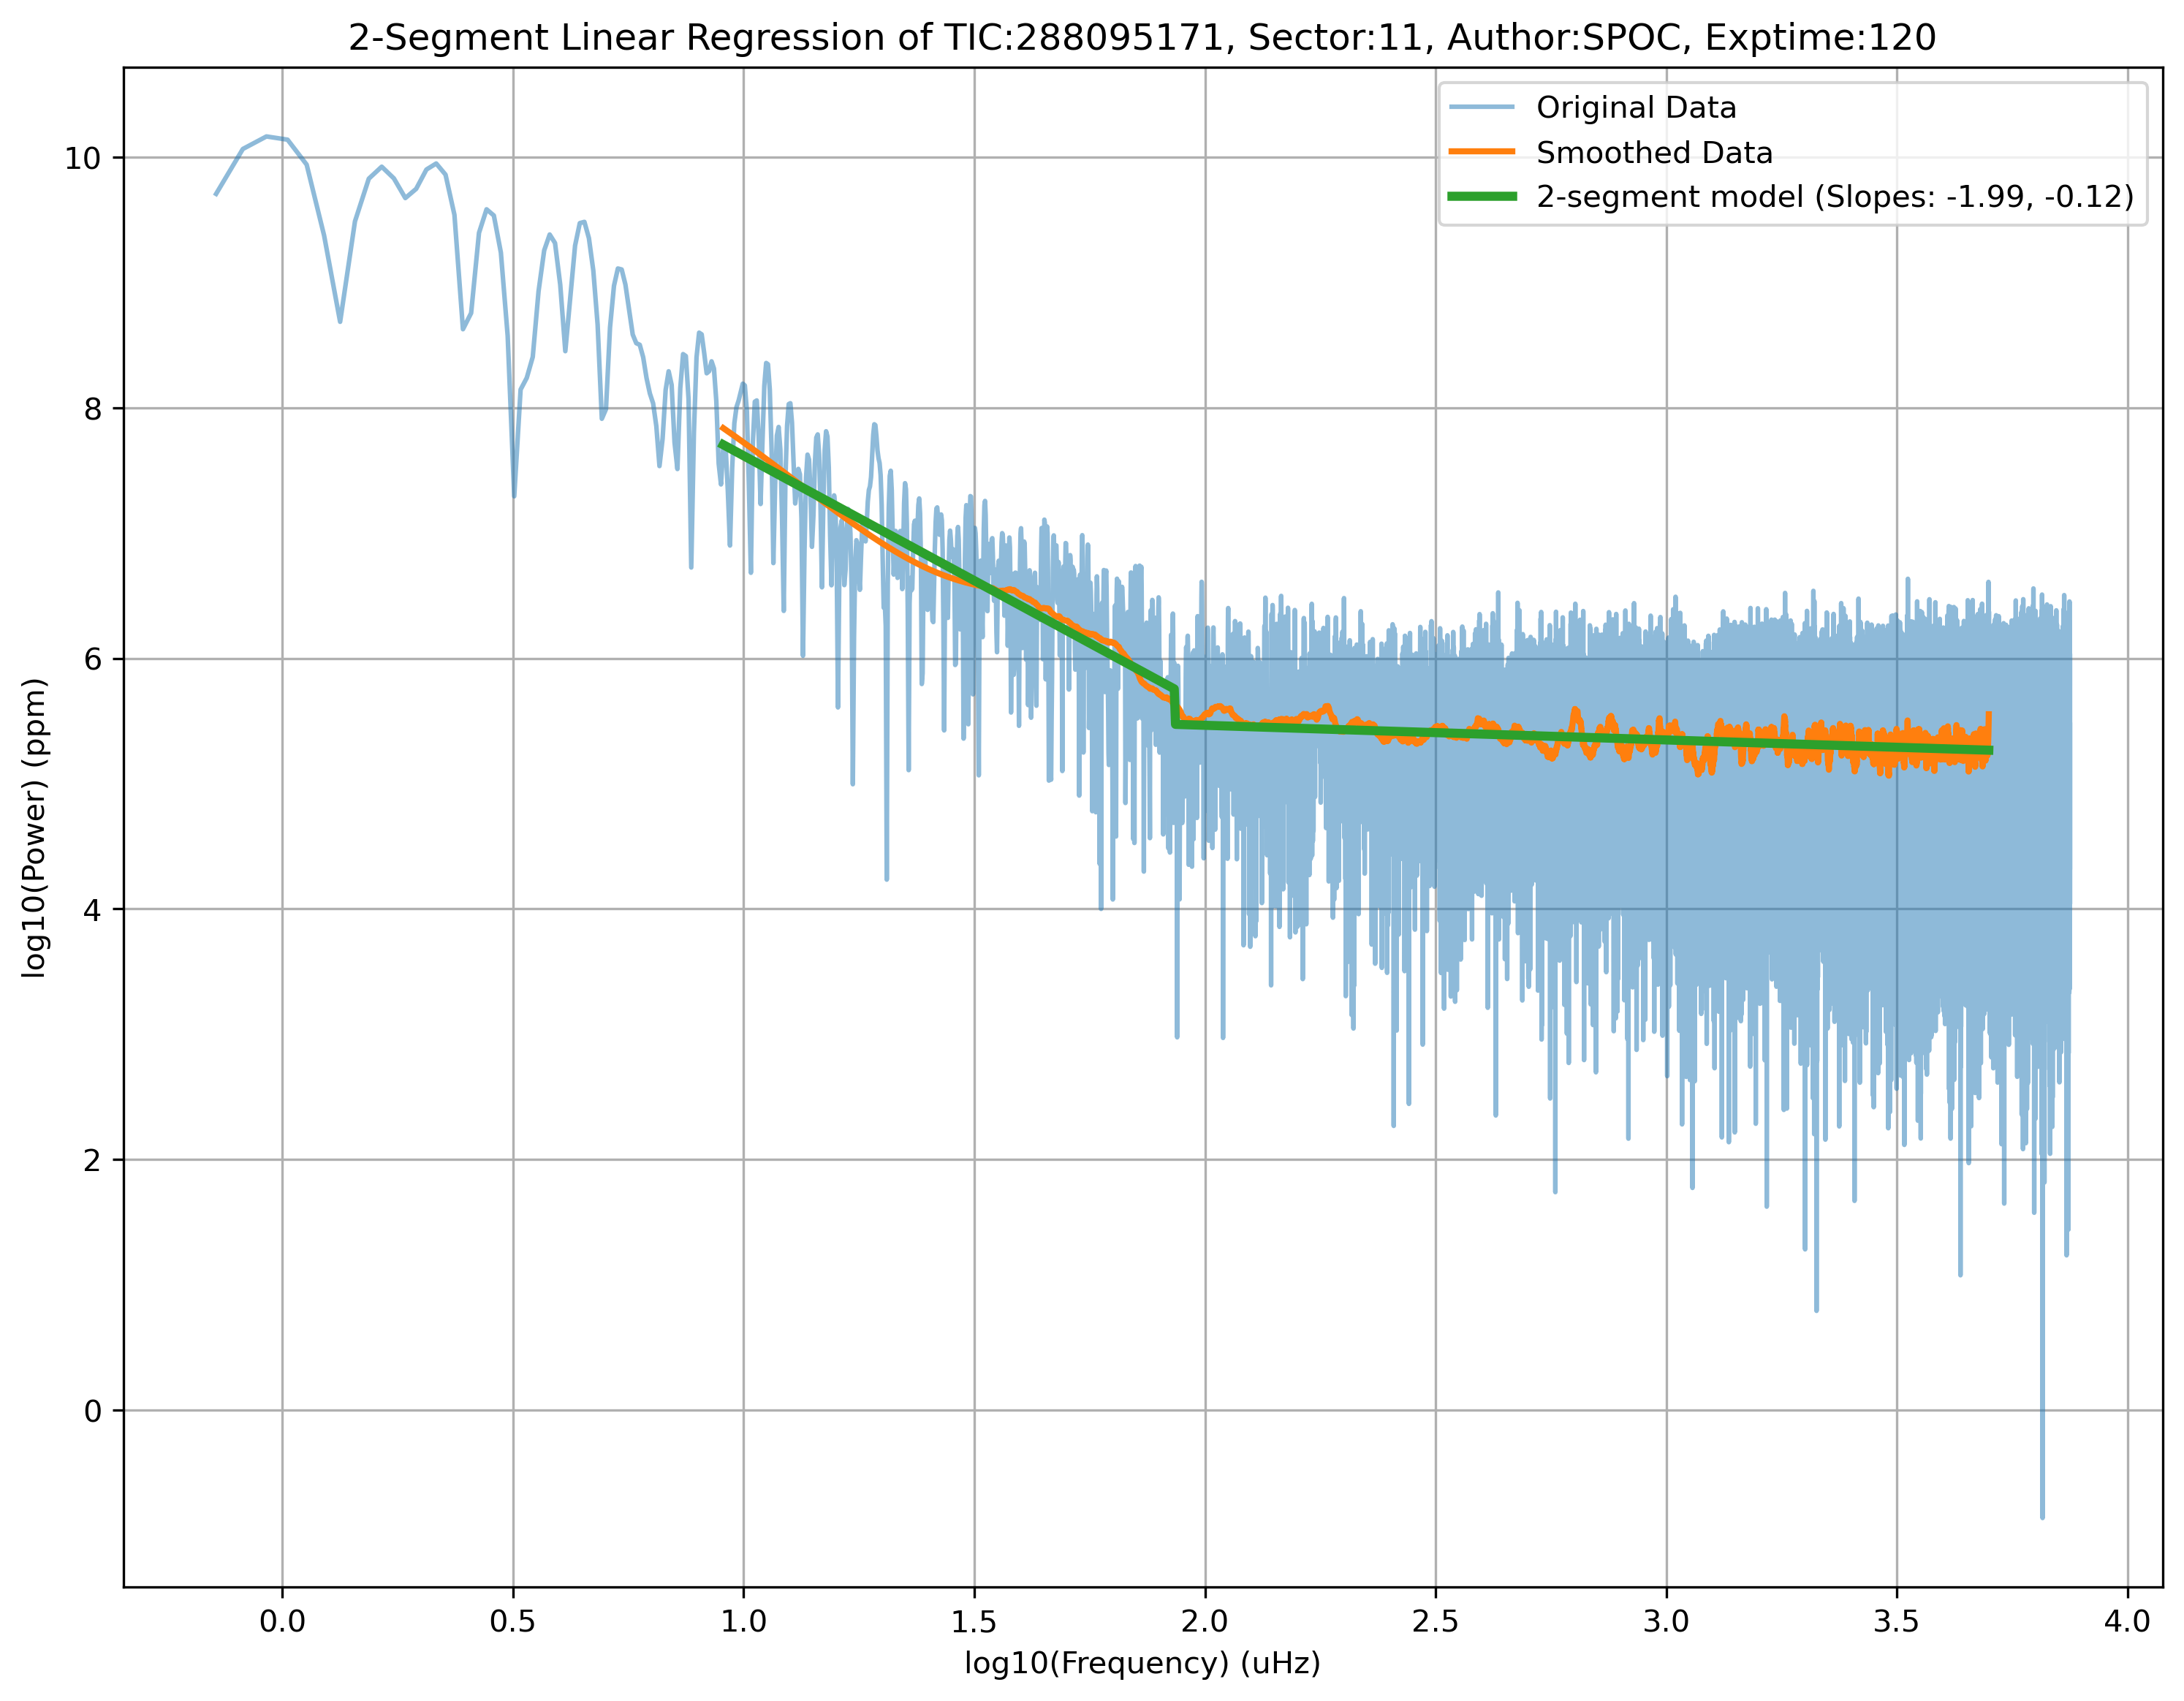 2-Segment Linear Regression of TIC:288095171, Sector:11, Author:SPOC, Exptime:120
Original Data
Smoothed Data
2-segment model (Slopes: -1.99, -0.12)
log10(Power) (ppm)
10
8
6
4
2
0
0.0 0.5 1.0 1.5 2.0 2.5 3.0 3.5 4.0
log10(Frequency) (uHz)